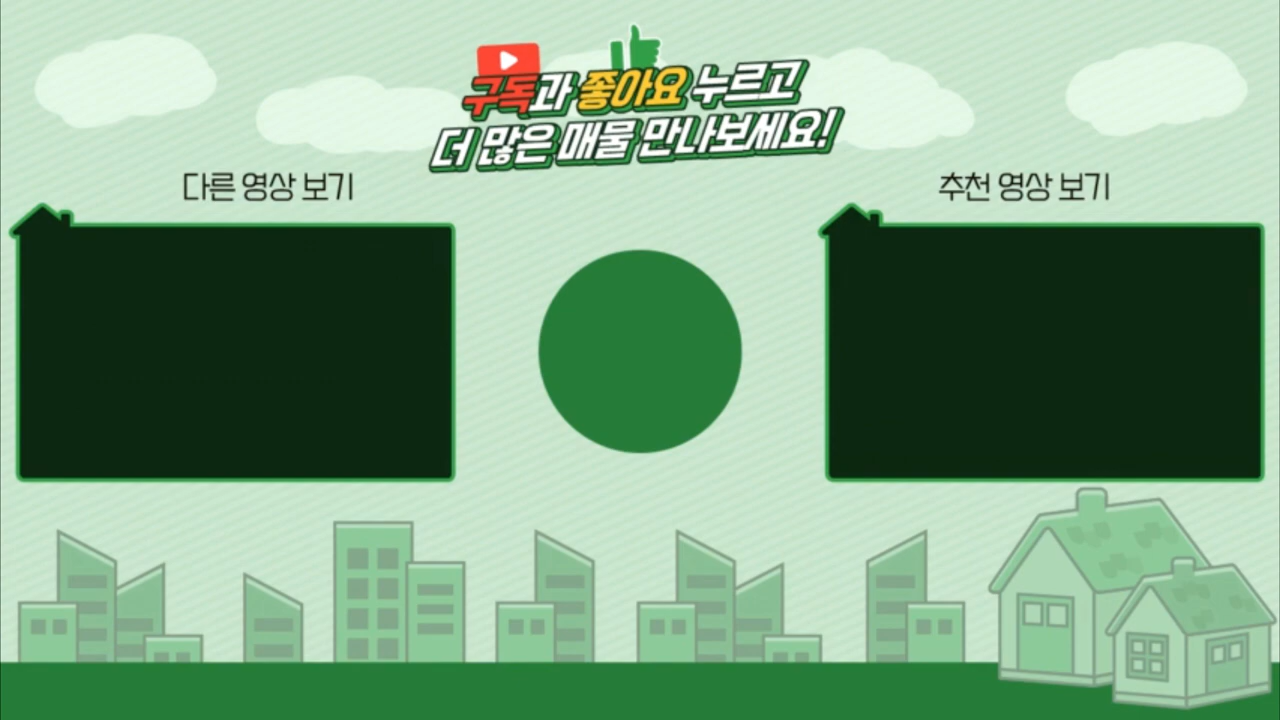 구독과 좋아요 누르고
더 많은 매물 만나보세요!
다른 영상 보기
추천 영상 보기